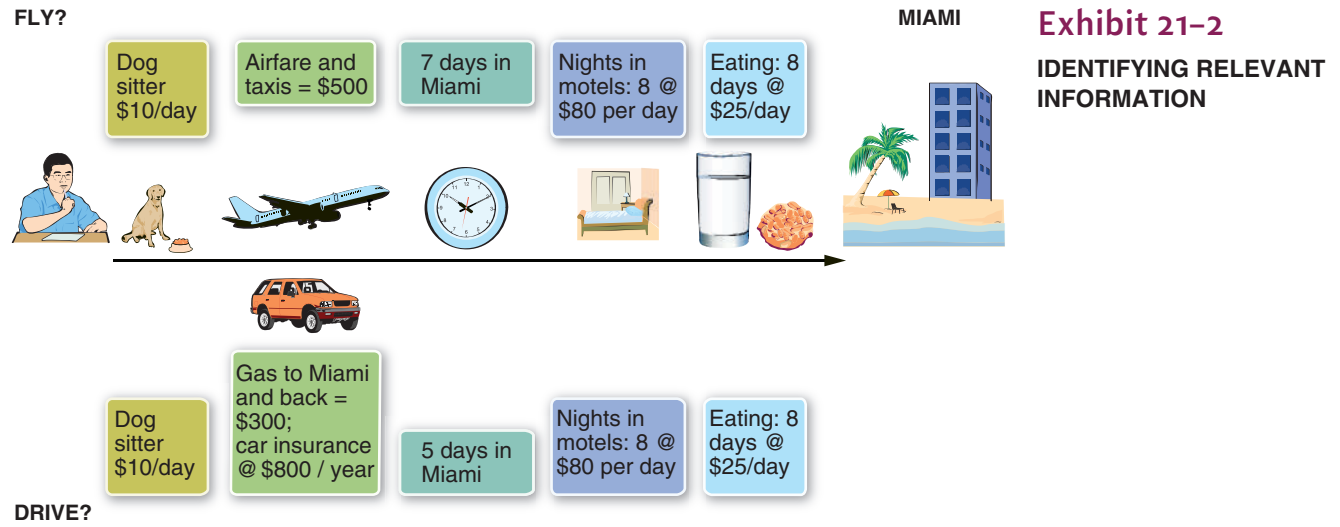 FLY?
MIAMI
Exhibit 21–2
IDENTIFYING RELEVANT
INFORMATION
Dog
sitter
$10/day
Airfare and
taxis = $500
7 days in
Miami
Nights in
motels: 8 @
$80 per day
Eating: 8
days @
$25/day
Dog
sitter
$10/day
Gas to Miami
and back =
$300;
car insurance
@ $800 / year
5 days in
Miami
Nights in
motels: 8 @
$80 per day
Eating: 8
days @
$25/day
DRIVE?